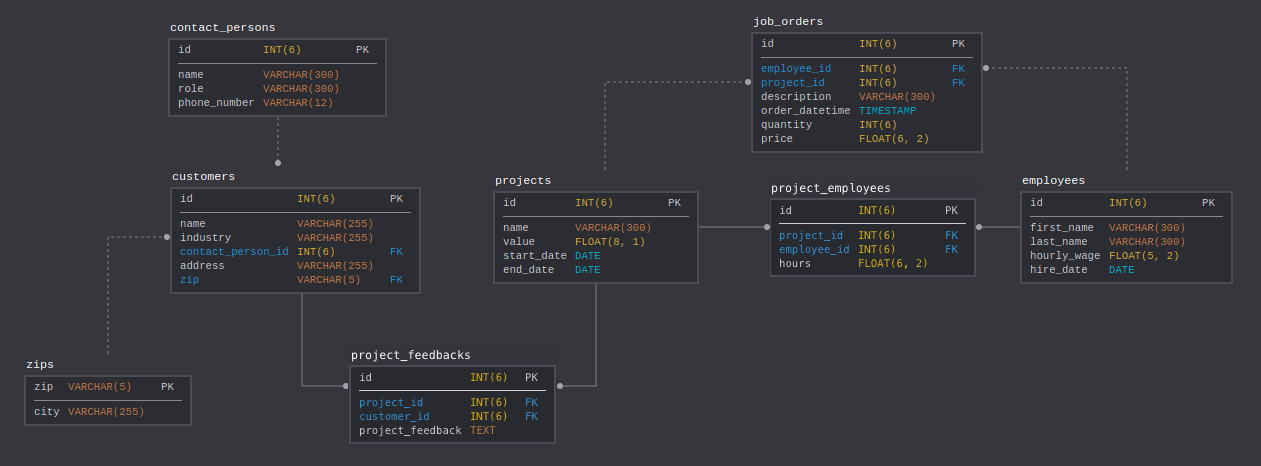 contact_persons
id INT(6) PK
name VARCHAR(300)
role VARCHAR(300)
phone_number VARCHAR(12)
job_orders
id INT(6) PK
employee_id INT(6) FK
project_id INT(6) FK
description VARCHAR(300)
order_datetime TIMESTAMP
quantity INT(6)
price FLOAT(6, 2)
customers
id INT(6) PK
name VARCHAR(255)
industry VARCHAR(255)
contact_person_id INT(6) FK
address VARCHAR(255)
zip VARCHAR(5) FK
projects
id INT(6) PK
name VARCHAR(300)
value FLOAT(8, 1)
start_date DATE
end_date DATE
project_employees
id INT(6) PK
project_id INT(6) FK
employee_id INT(6) FK
hours FLOAT(6, 2)
employees
id INT(6) PK
first_name VARCHAR(300)
last_name VARCHAR(300)
hourly_wage FLOAT(5, 2)
hire_date DATE
zips
zip VARCHAR(5) PK
city VARCHAR(255)
project_feedbacks
id INT(6) PK
project_id INT(6) FK
customer_id INT(6) FK
project_feedback TEXT